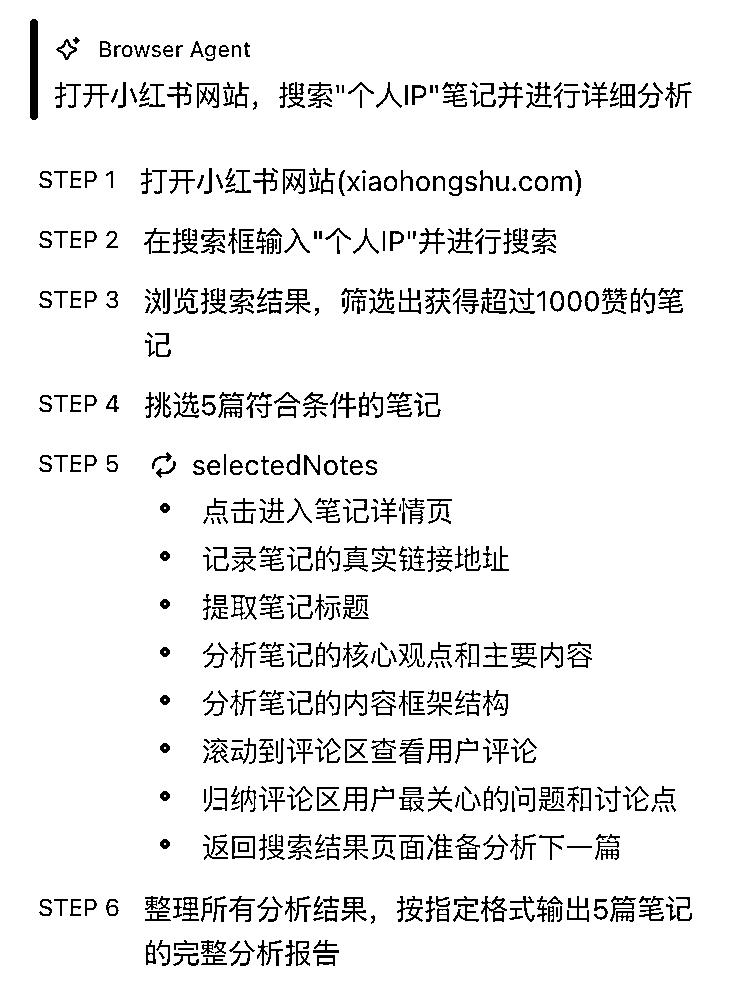 Browser Agent
打开小红书网站，搜索"个人IP"笔记并进行详细分析
STEP 1 打开小红书网站(xiaohongshu.com)
STEP 2 在搜索框输入"个人IP"并进行搜索
STEP 3 浏览搜索结果，筛选出获得超过1000赞的笔
记
STEP 4 挑选5篇符合条件的笔记
STEP 5 selectedNotes
• 点击进入笔记详情页
• 记录笔记的真实链接地址
• 提取笔记标题
• 分析笔记的核心观点和主要内容
• 分析笔记的内容框架结构
• 滚动到评论区查看用户评论
• 归纳评论区用户最关心的问题和讨论点
• 返回搜索结果页面准备分析下一篇
STEP 6 整理所有分析结果，按指定格式输出5篇笔记
的完整分析报告